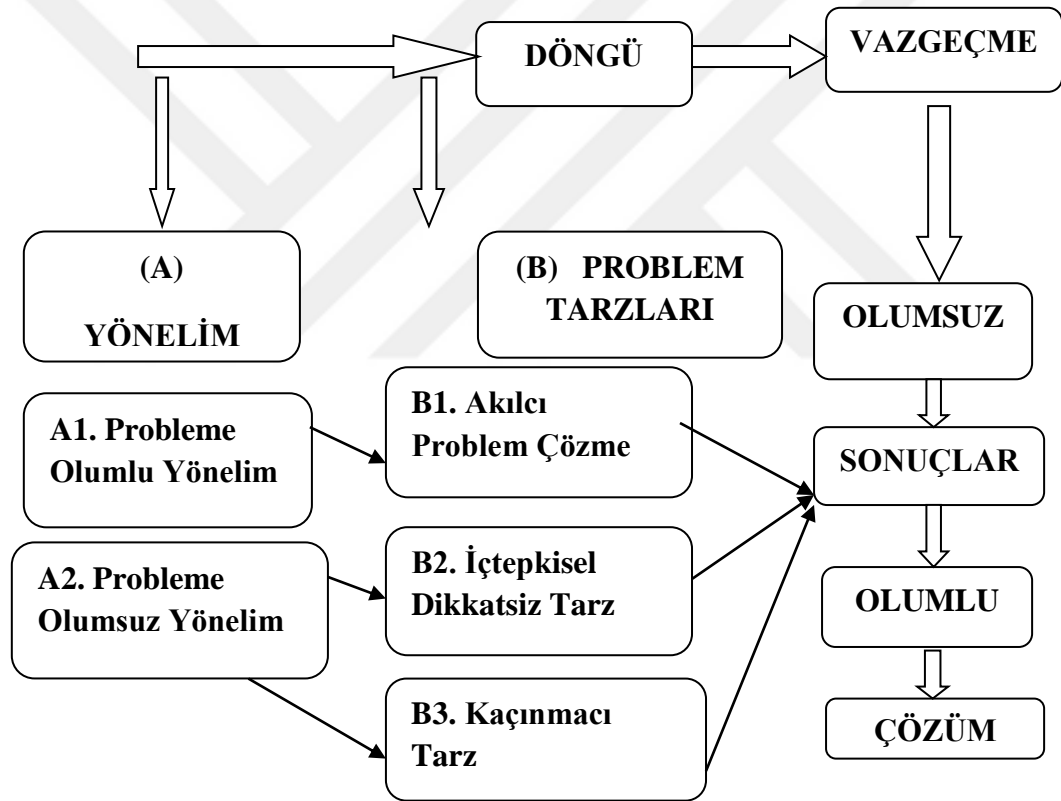 DÖNGÜ
VAZGEÇME
(A)
YÖNELİM
(B) PROBLEM
TARZLARI
OLUMSUZ
A1. Probleme
Olumlu Yönelim
B1. Akılcı
Problem Çözme
SONUÇLAR
A2. Probleme
Olumsuz Yönelim
B2. İçtepkisel
Dikkatsiz Tarz
OLUMLU
B3. Kaçınmacı
Tarz
ÇÖZÜM